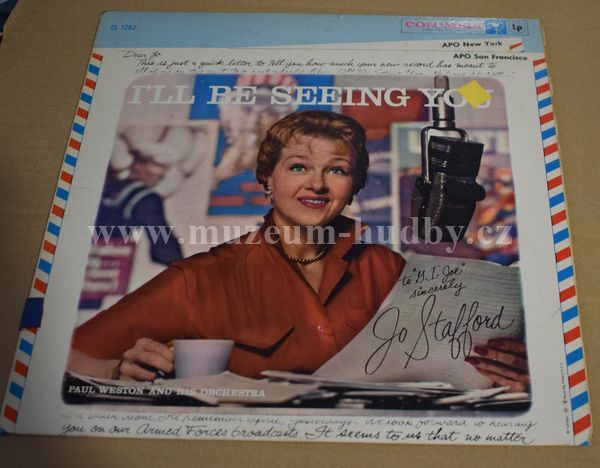 CL 1262
COLUMBIA
LP
APO New York
APO San Francisco
Dear Jo
This is just a quick letter to tell you how much your new record has meant to
I'LL BE SEEING YOU
www.muzeum-hudby.cz
to "G.I. Joe"
sincerely
Jo Stafford
PAUL WESTON AND HIS ORCHESTRA
you on our Armed Forces broadcasts. It seems to us that no matter